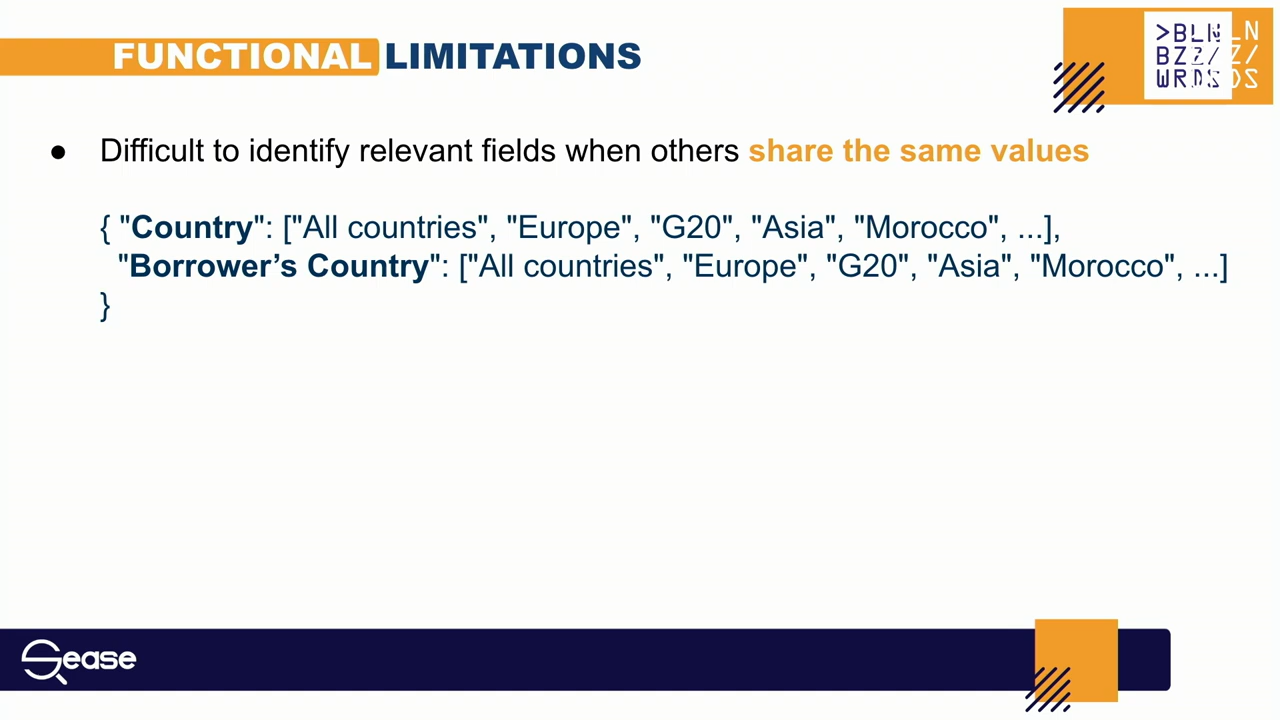 FUNCTIONAL LIMITATIONS
>BLN
BZZ/
WRDS
● Difficult to identify relevant fields when others share the same values
{ "Country": ["All countries", "Europe", "G20", "Asia", "Morocco", ...],
"Borrower’s Country": ["All countries", "Europe", "G20", "Asia", "Morocco", ...]
}
Sease